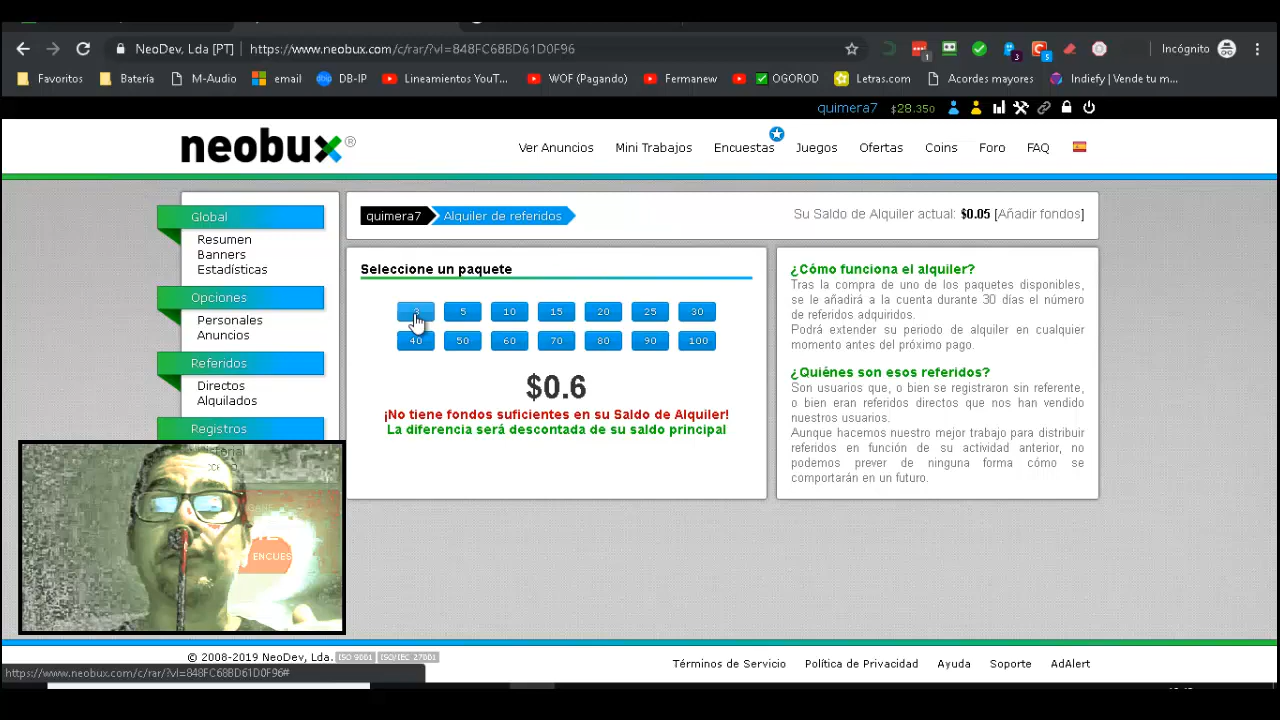 NeoDev, Lda [PT] https://www.neobux.com/c/rar/?vl=848FC68BD61D0F96 1 3 5 Incógnito
Favoritos Batería M-Audio email dbip DB-IP Lineamientos YouT... WOF (Pagando) Fermanew OGOROD Letras.com Acordes mayores Indiefy | Vende tu m...
quimera7 $28.350
neobux® Ver Anuncios Mini Trabajos Encuestas Juegos Ofertas Coins Foro FAQ
Global
Resumen
Banners
Estadísticas
Opciones
Personales
Anuncios
Referidos
Directos
Alquilados
Registros
quimera7 Alquiler de referidos
Su Saldo de Alquiler actual: $0.05 [Añadir fondos]
Seleccione un paquete
5 10 15 20 25 30
40 50 60 70 80 90 100
$0.6
¡No tiene fondos suficientes en su Saldo de Alquiler!
La diferencia será descontada de su saldo principal
¿Cómo funciona el alquiler?
Tras la compra de uno de los paquetes disponibles,
se le añadirá a la cuenta durante 30 días el número
de referidos adquiridos.
Podrá extender su periodo de alquiler en cualquier
momento antes del próximo pago.
¿Quiénes son esos referidos?
Son usuarios que, o bien se registraron sin referente,
o bien eran referidos directos que nos han vendido
nuestros usuarios.
Aunque hacemos nuestro mejor trabajo para distribuir
referidos en función de su actividad anterior, no
podemos prever de ninguna forma cómo se
comportarán en un futuro.
ENCUES
© 2008-2019 NeoDev, Lda. ISO 9001 ISO/IEC 27001
Términos de Servicio Política de Privacidad Ayuda Soporte AdAlert
https://www.neobux.com/c/rar/?vl=848FC68BD61D0F96#